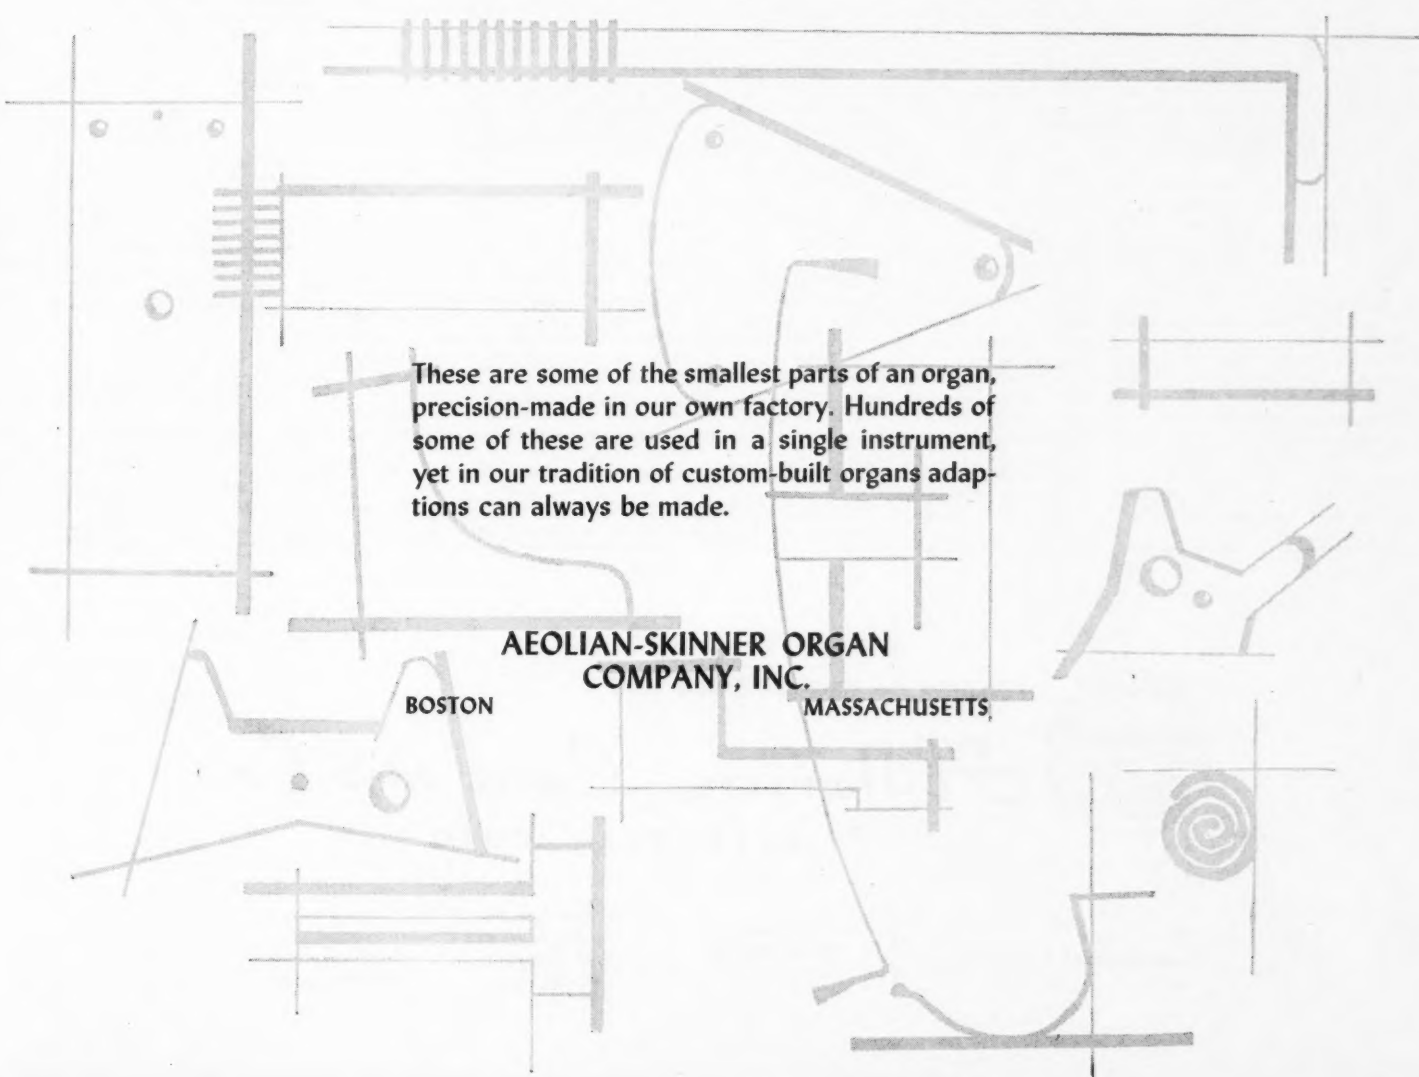 These are some of the smallest parts of an organ,
precision-made in our own factory. Hundreds of
some of these are used in a single instrument,
yet in our tradition of custom-built organs adap-
tions can always be made.
AEOLIAN-SKINNER ORGAN
COMPANY, INC.
BOSTON MASSACHUSETTS